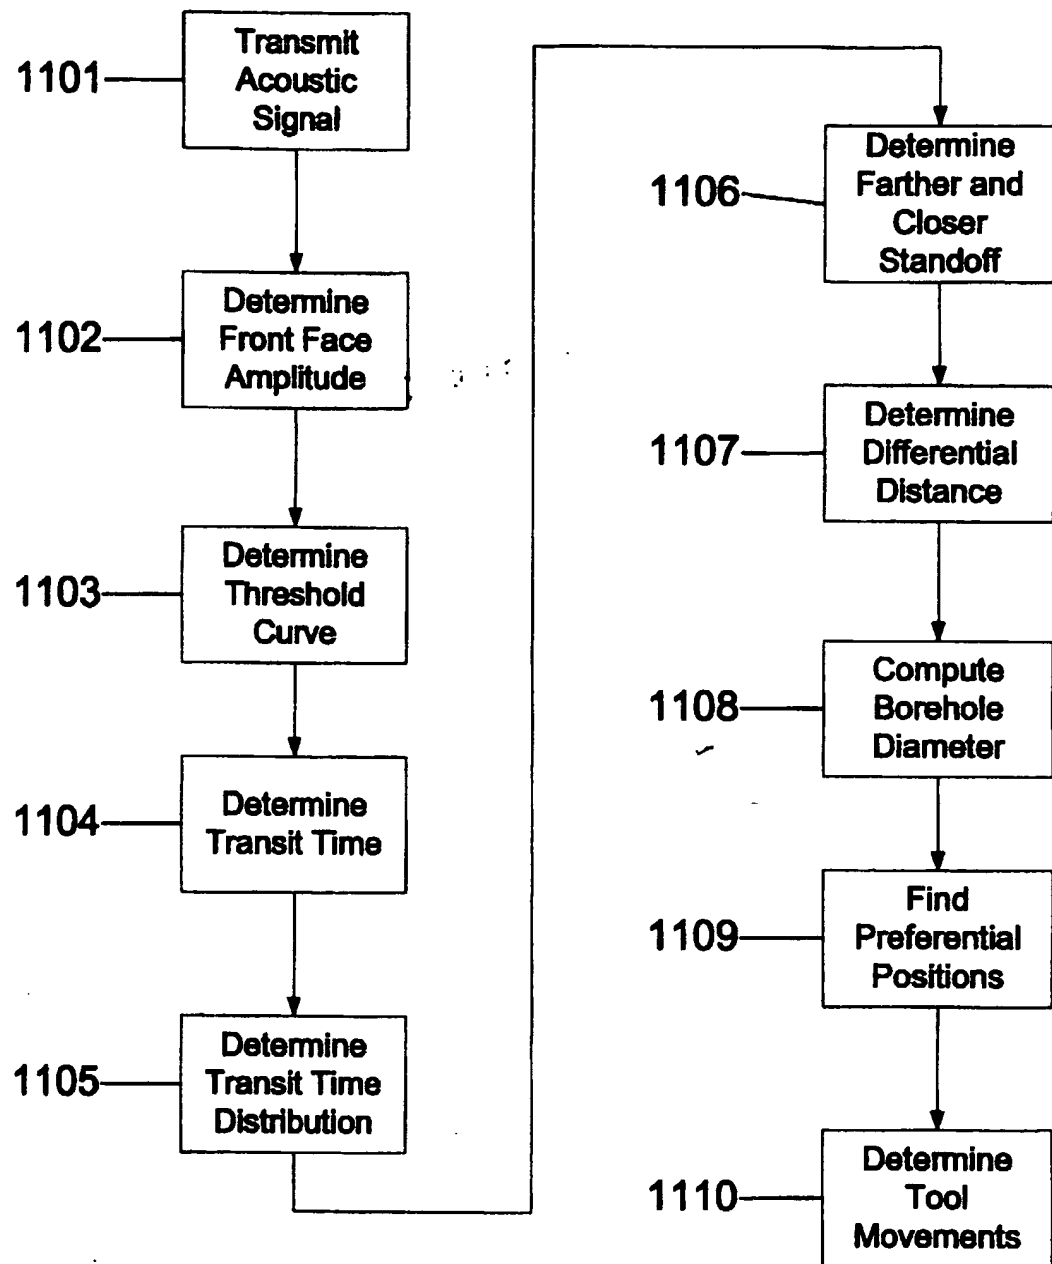 1101
Transmit
Acoustic
Signal
1102
Determine
Front Face
Amplitude
1103
Determine
Threshold
Curve
1104
Determine
Transit Time
1105
Determine
Transit Time
Distribution
1106
Determine
Farther and
Closer
Standoff
1107
Determine
Differential
Distance
1108
Compute
Borehole
Diameter
1109
Find
Preferential
Positions
1110
Determine
Tool
Movements